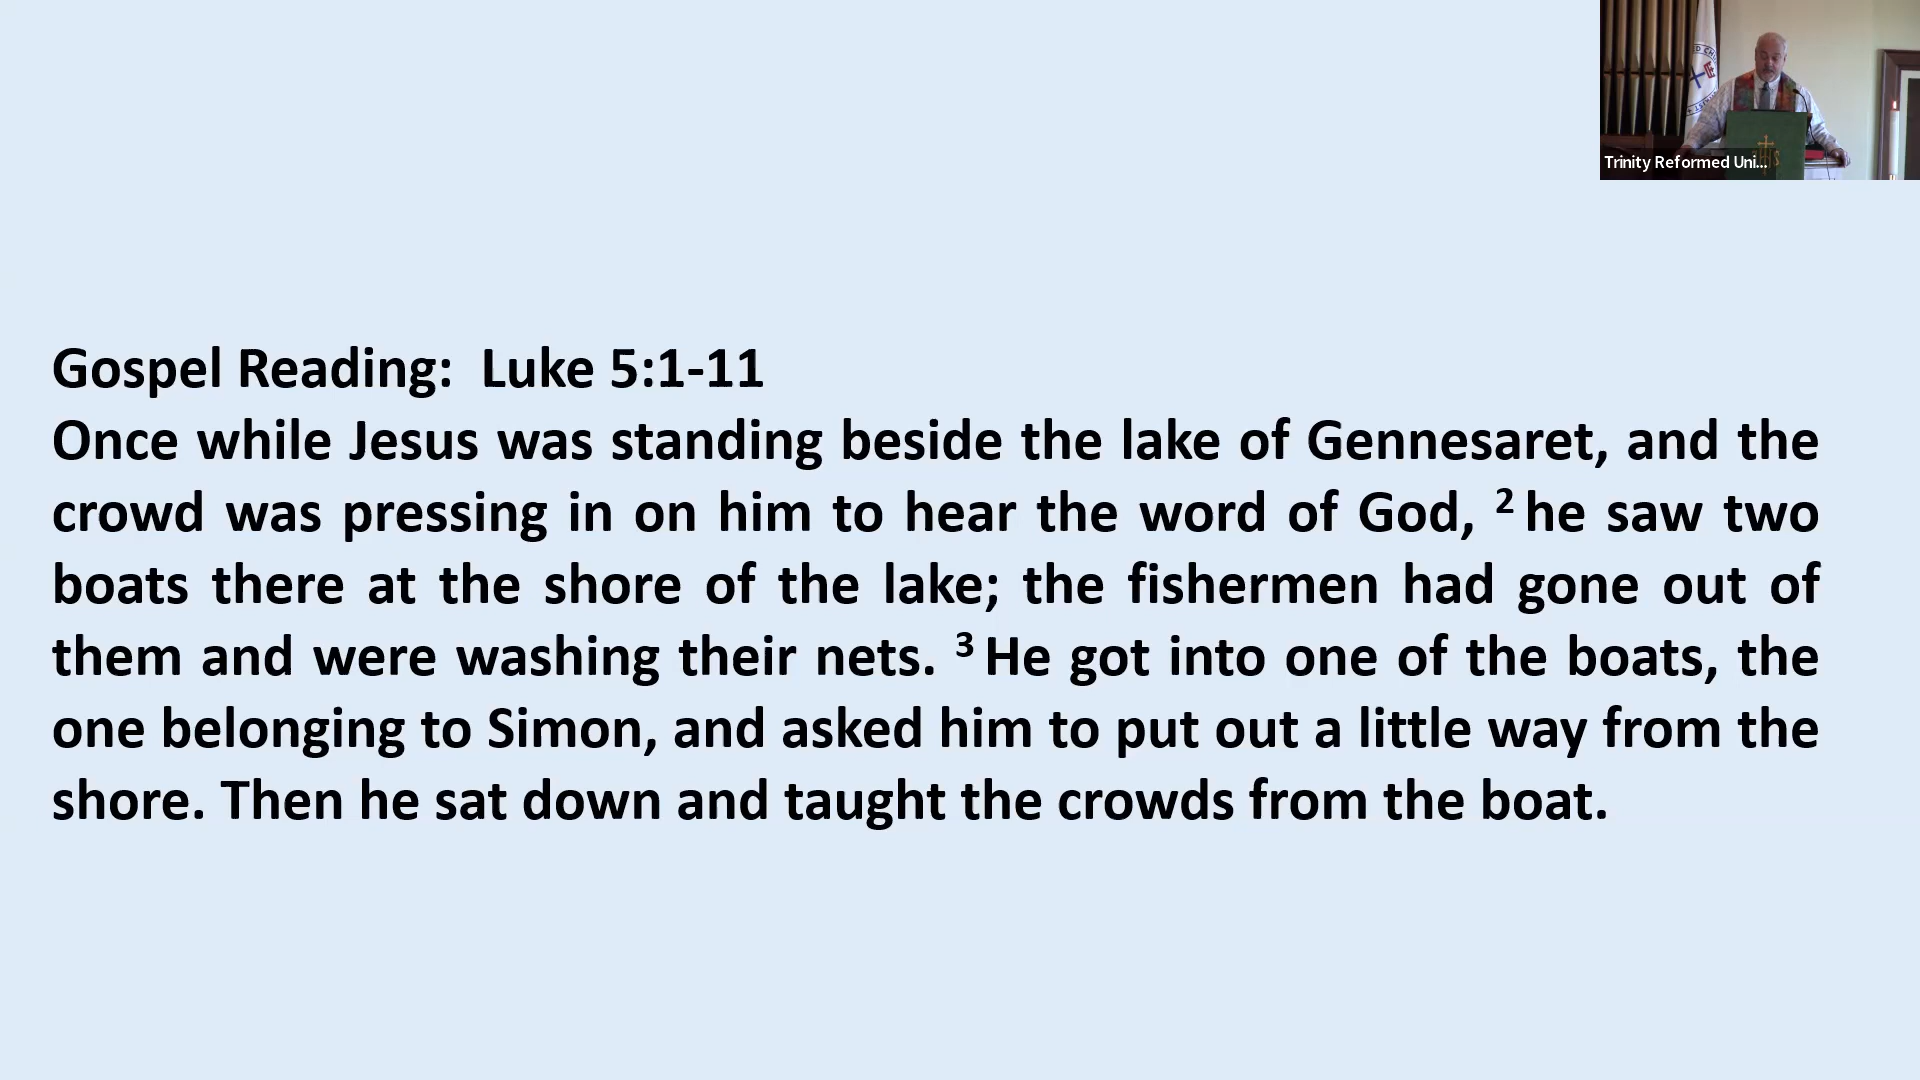 Trinity Reformed Uni...
Gospel Reading:  Luke 5:1-11
Once while Jesus was standing beside the lake of Gennesaret, and the
crowd was pressing in on him to hear the word of God, ² he saw two
boats there at the shore of the lake; the fishermen had gone out of
them and were washing their nets. ³ He got into one of the boats, the
one belonging to Simon, and asked him to put out a little way from the
shore. Then he sat down and taught the crowds from the boat.